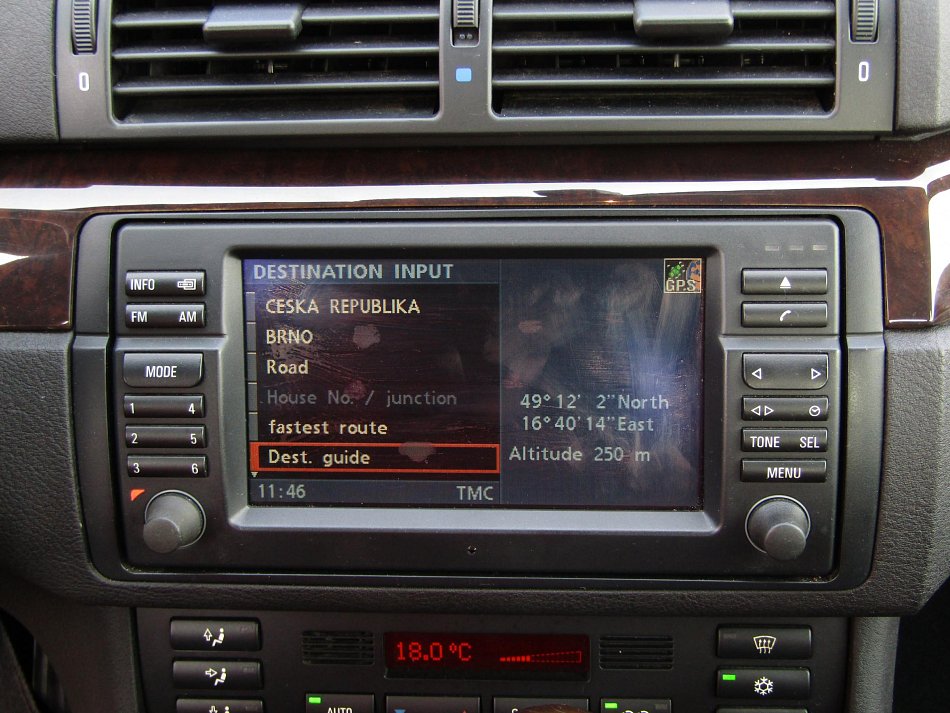 0
0
DESTINATION INPUT
GPS
CESKA REPUBLIKA
BRNO
Road
House No. / junction
fastest route
Dest. guide
11:46 TMC
49° 12' 2" North
16° 40' 14" East
Altitude 250 m
INFO
FM AM
MODE
1 4
2 5
3 6
TONE SEL
MENU
18.0 °C
AUTO